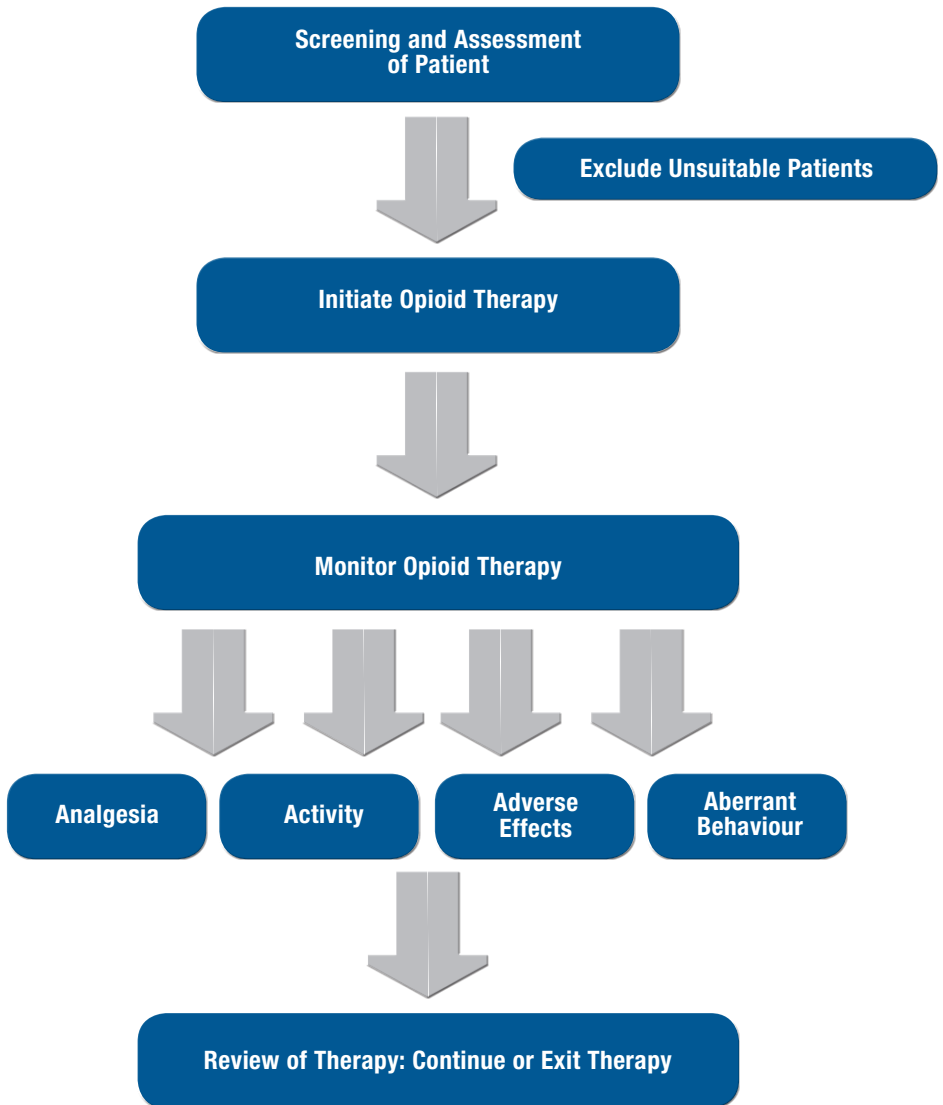 Screening and Assessment
of Patient
Exclude Unsuitable Patients
Initiate Opioid Therapy
Monitor Opioid Therapy
Analgesia
Activity
Adverse
Effects
Aberrant
Behaviour
Review of Therapy: Continue or Exit Therapy